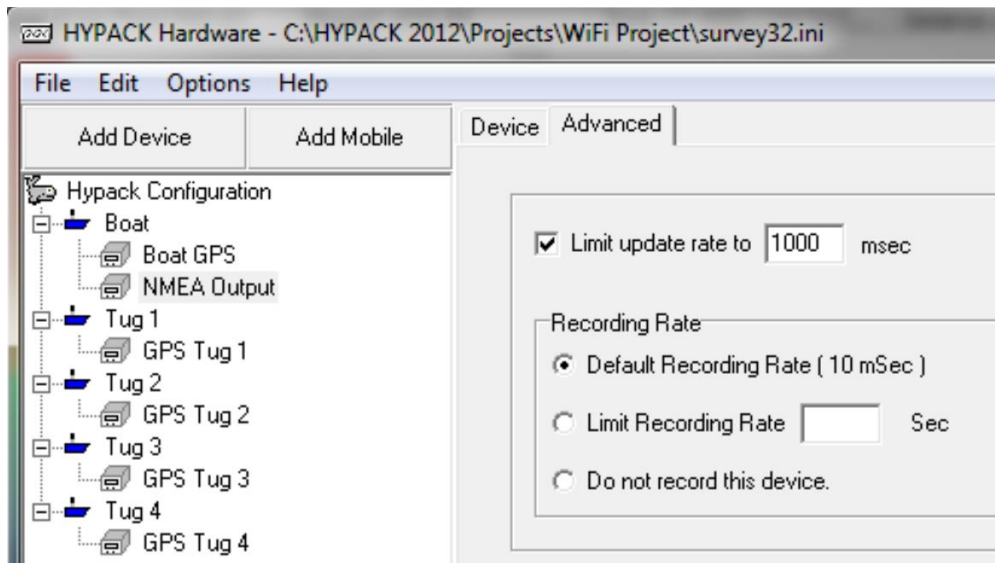 HYPACK Hardware - C:\HYPACK 2012\Projects\WiFi Project\survey32.ini
File Edit Options Help
Add Device Add Mobile
Device Advanced
Hypack Configuration
Boat
Boat GPS
NMEA Output
Tug 1
GPS Tug 1
Tug 2
GPS Tug 2
Tug 3
GPS Tug 3
Tug 4
GPS Tug 4
Limit update rate to 1000 msec
Recording Rate
Default Recording Rate ( 10 mSec )
Limit Recording Rate Sec
Do not record this device.